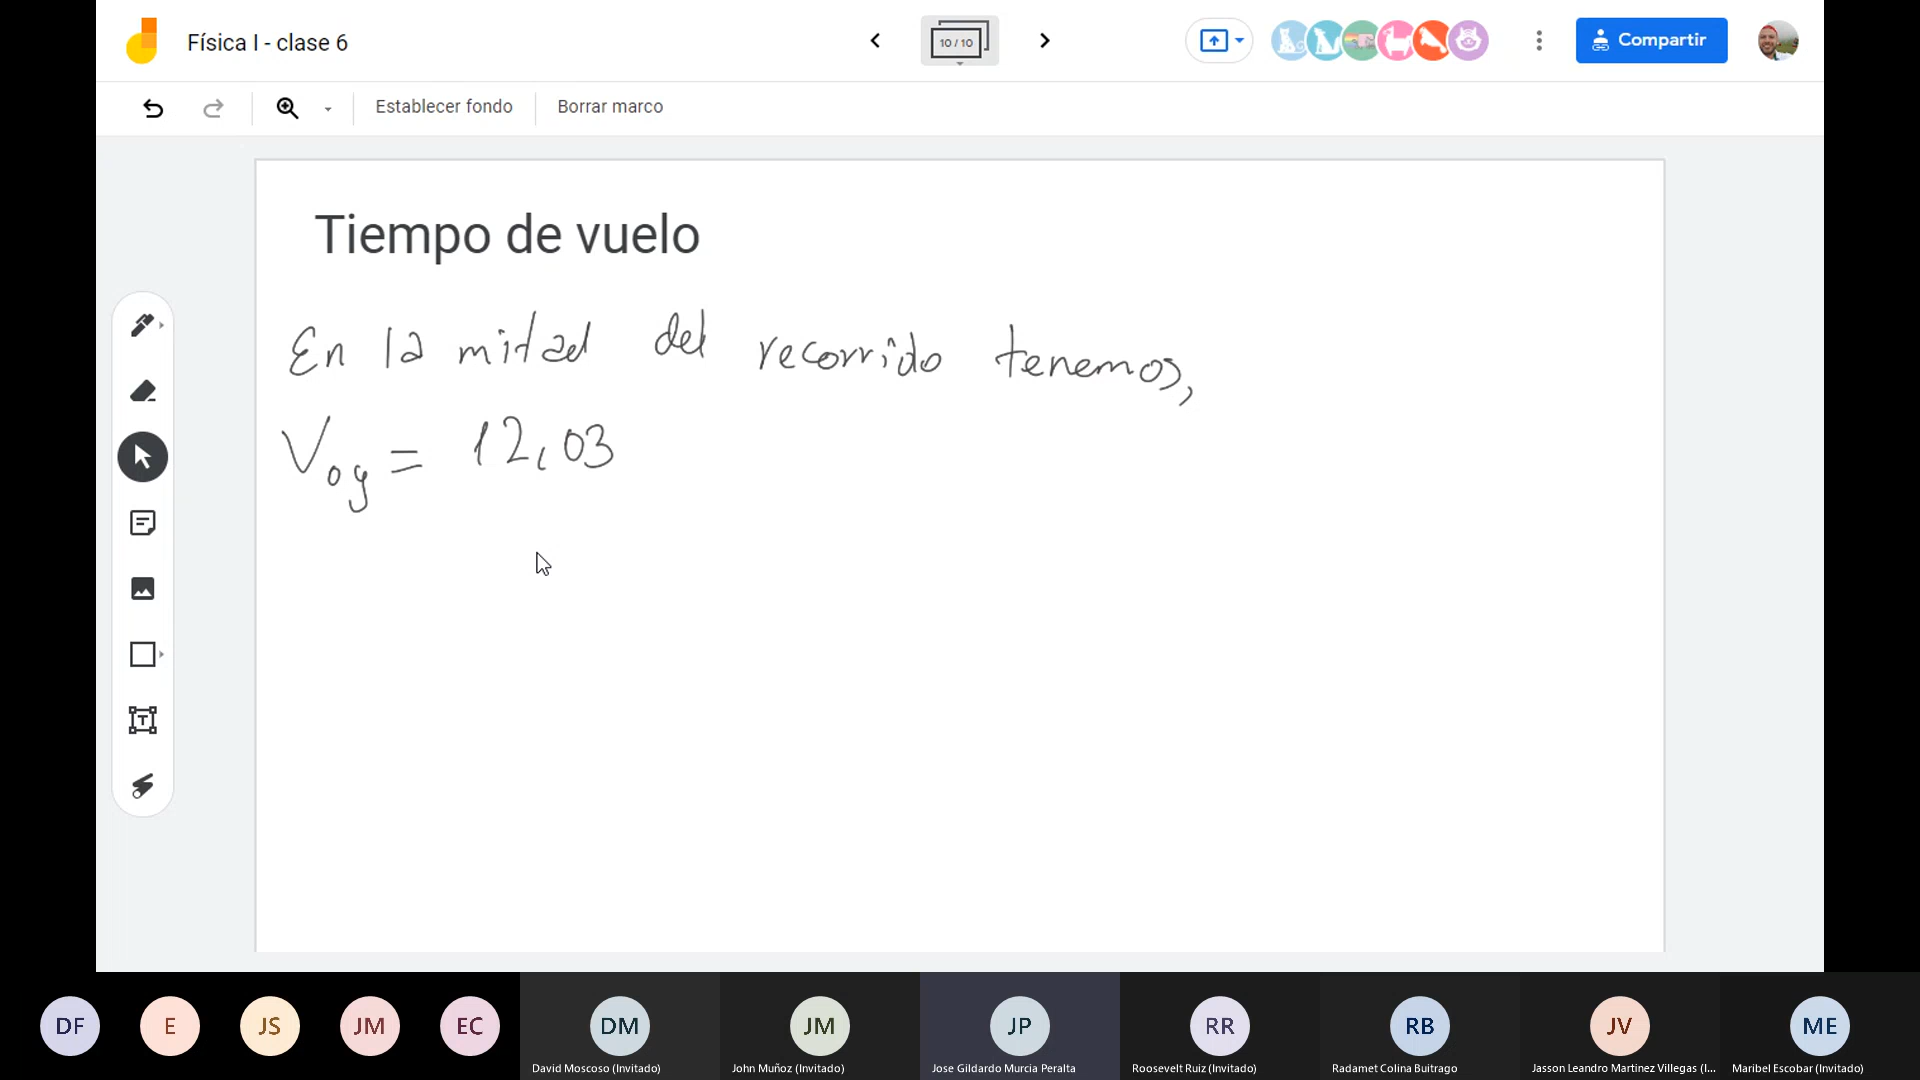 Física I - clase 6
10 / 10
Compartir
Establecer fondo
Borrar marco
Tiempo de vuelo
En la mitad del recorrido tenemos,
Voy = 12,03
DF
E
JS
JM
EC
DM
JM
JP
RR
RB
JV
ME
David Moscoso (Invitado)
John Muñoz (Invitado)
Jose Gildardo Murcia Peralta
Roosevelt Ruiz (Invitado)
Radamet Colina Buitrago
Jasson Leandro Martinez Villegas (I...
Maribel Escobar (Invitado)